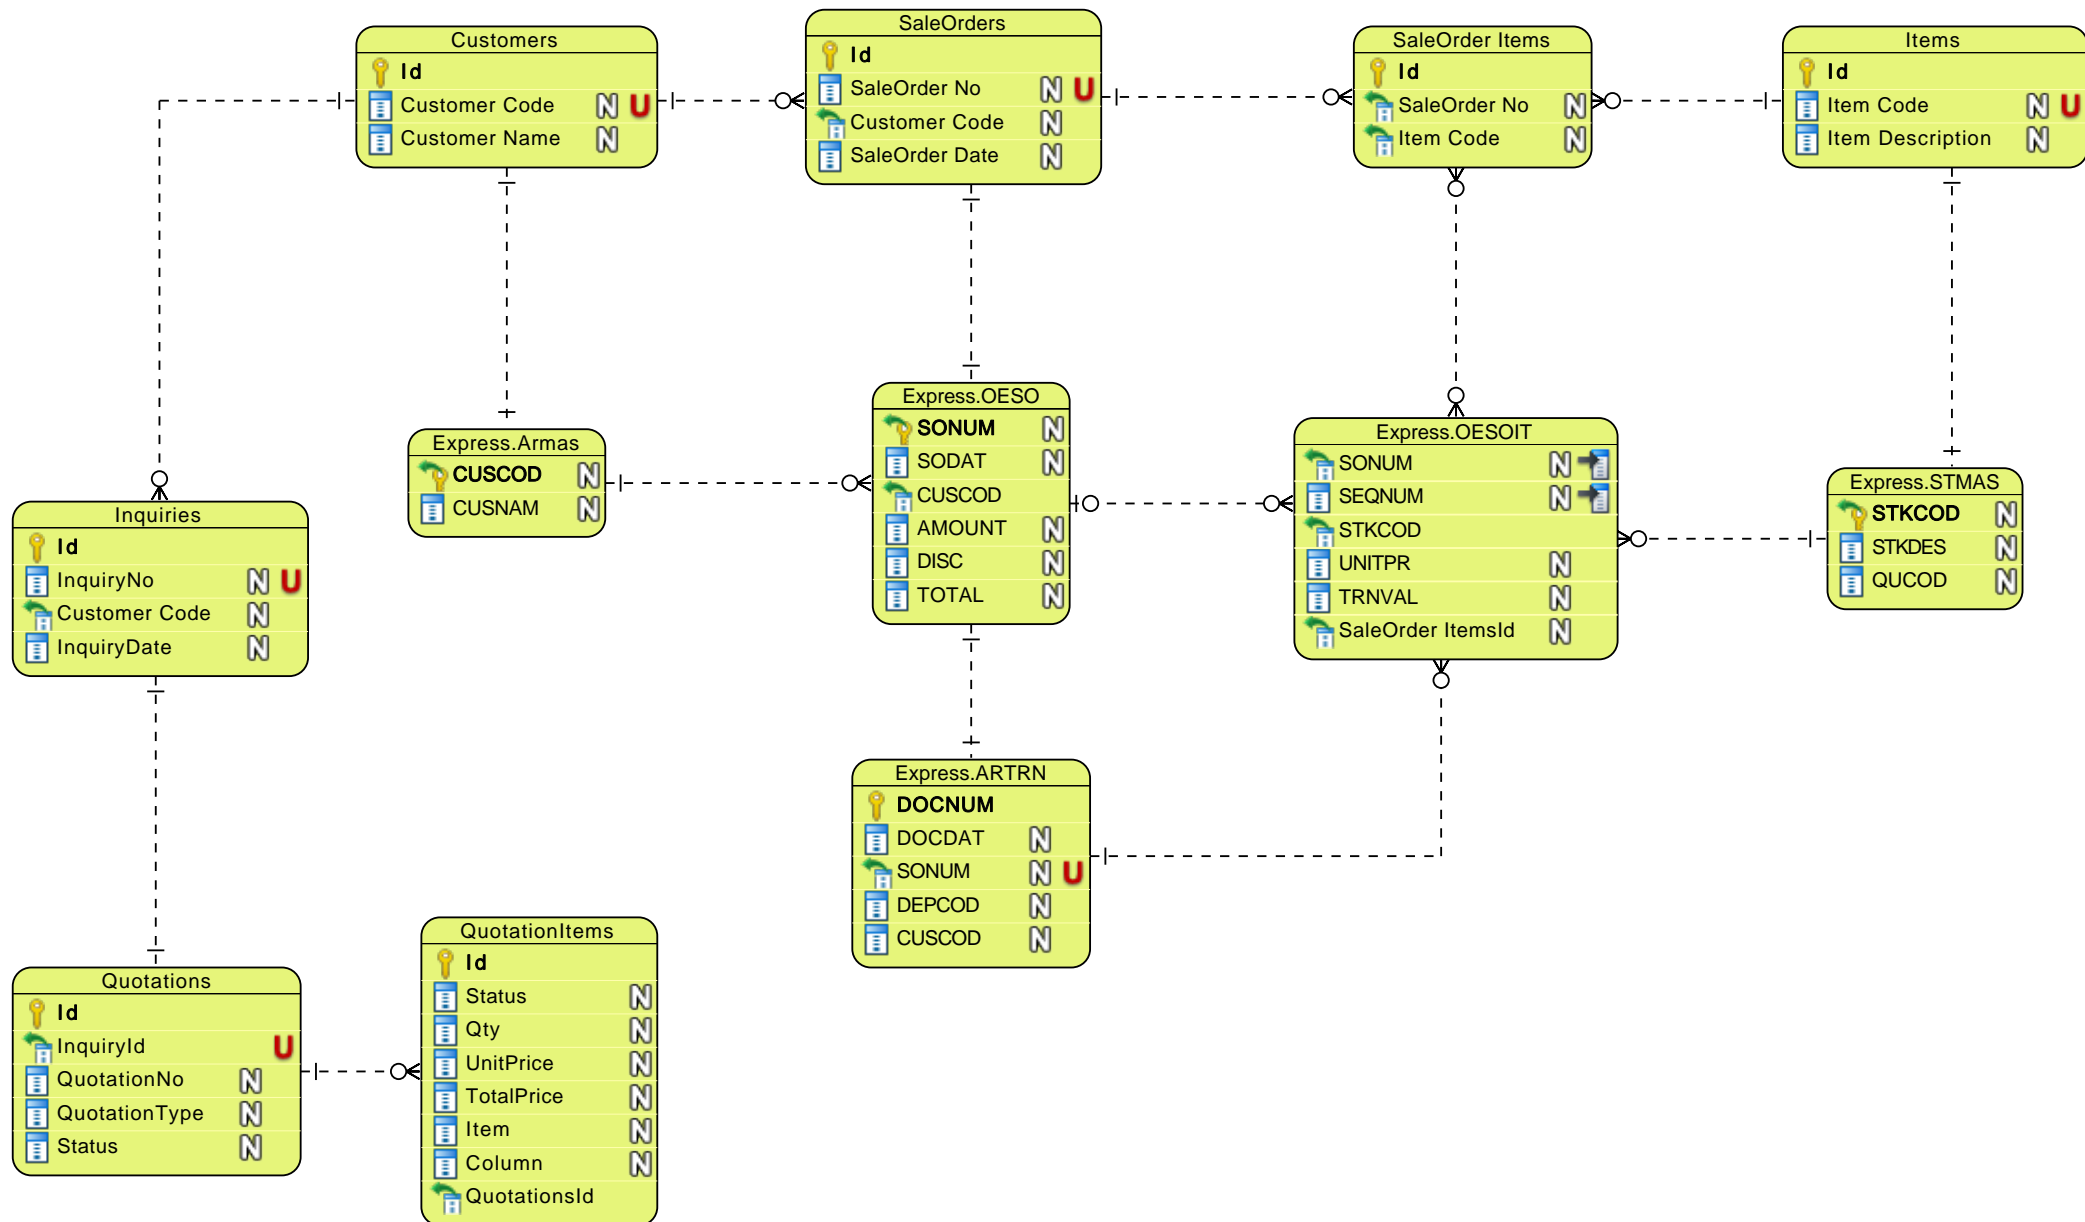 Customers
Id
Customer Code N U
Customer Name N
SaleOrders
Id
SaleOrder No N U
Customer Code N
SaleOrder Date N
SaleOrder Items
Id
SaleOrder No N
Item Code N
Items
Id
Item Code N U
Item Description N
Express.Armas
CUSCOD N
CUSNAM N
Express.OESO
SONUM N
SODAT N
CUSCOD
AMOUNT N
DISC N
TOTAL N
Express.OESOIT
SONUM N
SEQNUM N
STKCOD
UNITPR N
TRNVAL N
SaleOrder ItemsId N
Express.STMAS
STKCOD N
STKDES N
QUCOD N
Inquiries
Id
InquiryNo N U
Customer Code N
InquiryDate N
Express.ARTRN
DOCNUM
DOCDAT N
SONUM N U
DEPCOD N
CUSCOD N
Quotations
Id
InquiryId U
QuotationNo N
QuotationType N
Status N
QuotationItems
Id
Status N
Qty N
UnitPrice N
TotalPrice N
Item N
Column N
QuotationsId